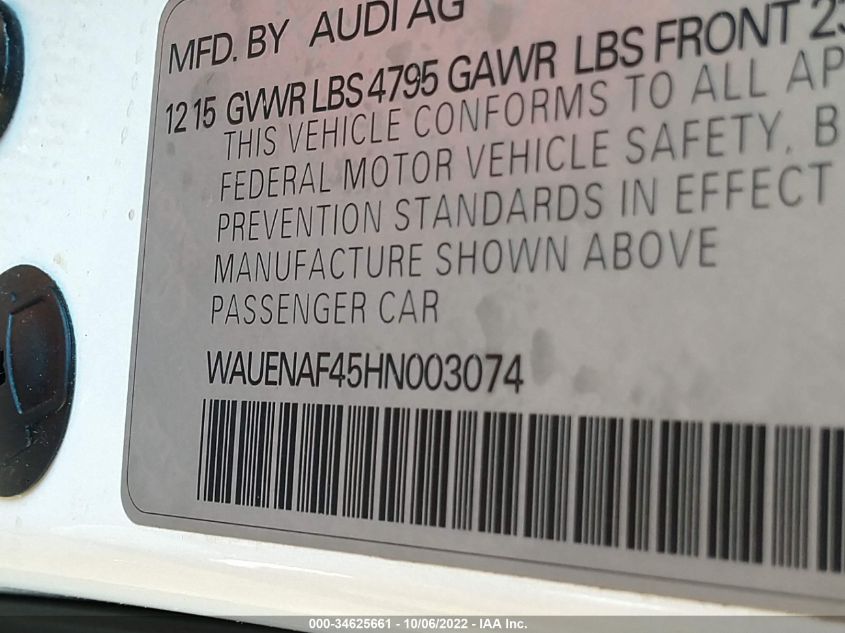 MFD. BY AUDI AG
12 15 GVWR LBS 4795 GAWR LBS FRONT
THIS VEHICLE CONFORMS TO ALL
FEDERAL MOTOR VEHICLE SAFETY,
PREVENTION STANDARDS IN EFFECT
MANUFACTURE SHOWN ABOVE
PASSENGER CAR
WAUENAF45HN003074
000-34625661 - 10/06/2022 - IAA Inc.